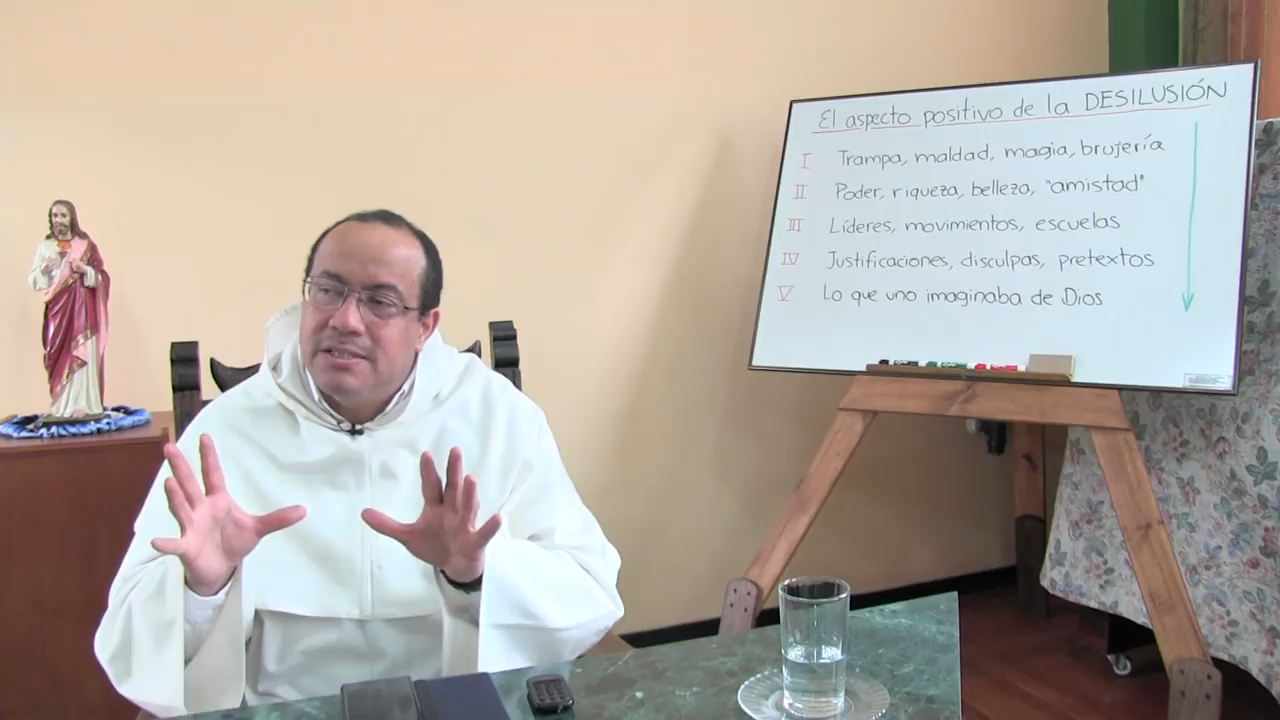 El aspecto positivo de la DESILUSIÓN
I Trampa, maldad, magia, brujería
II Poder, riqueza, belleza, "amistad"
III Líderes, movimientos, escuelas
IV Justificaciones, disculpas, pretextos
V Lo que uno imaginaba de Dios